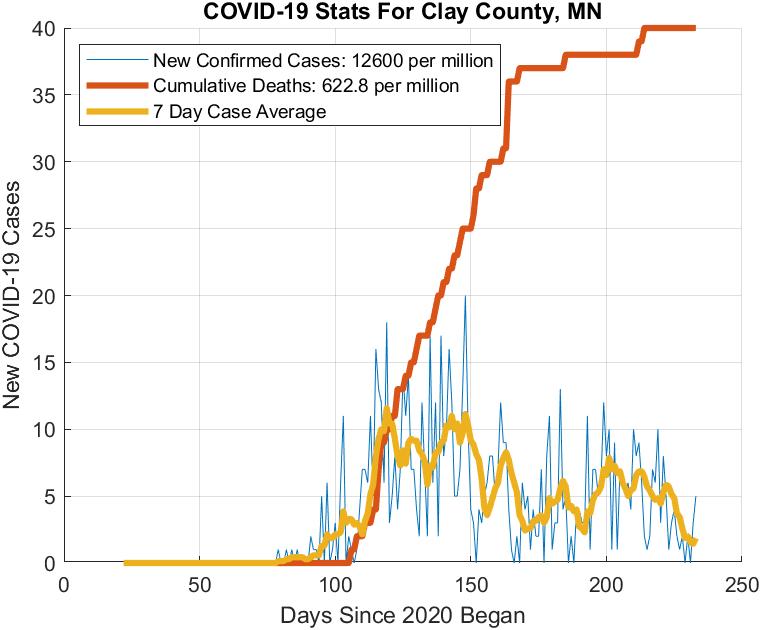 COVID-19 Stats For Clay County, MN
New Confirmed Cases: 12600 per million
Cumulative Deaths: 622.8 per million
7 Day Case Average
New COVID-19 Cases
40
35
30
25
20
15
10
5
0
0 50 100 150 200 250
Days Since 2020 Began